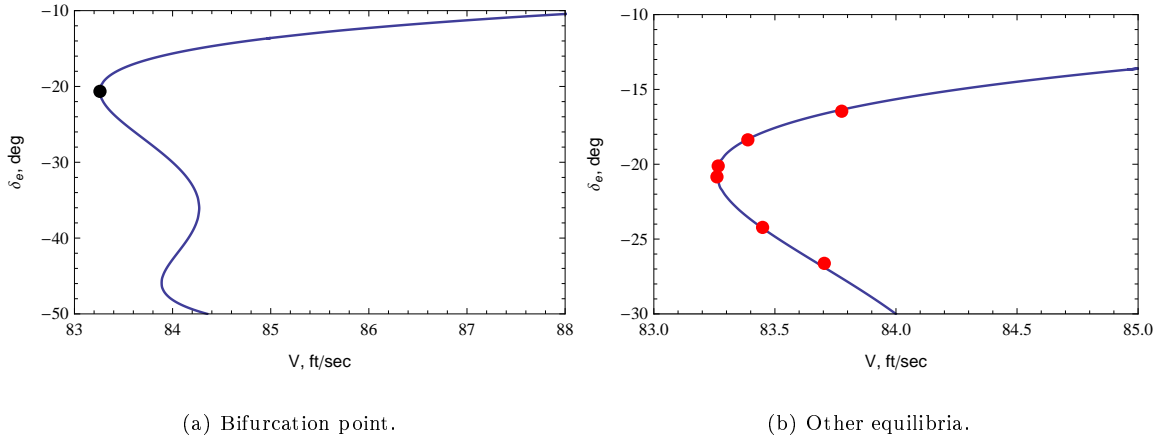 −10
−20
−30
−40
−50
δe, deg
83 84 85 86 87 88
V, ft/sec
(a) Bifurcation point.
−10
−15
−20
−25
−30
δe, deg
83.0 83.5 84.0 84.5 85.0
V, ft/sec
(b) Other equilibria.